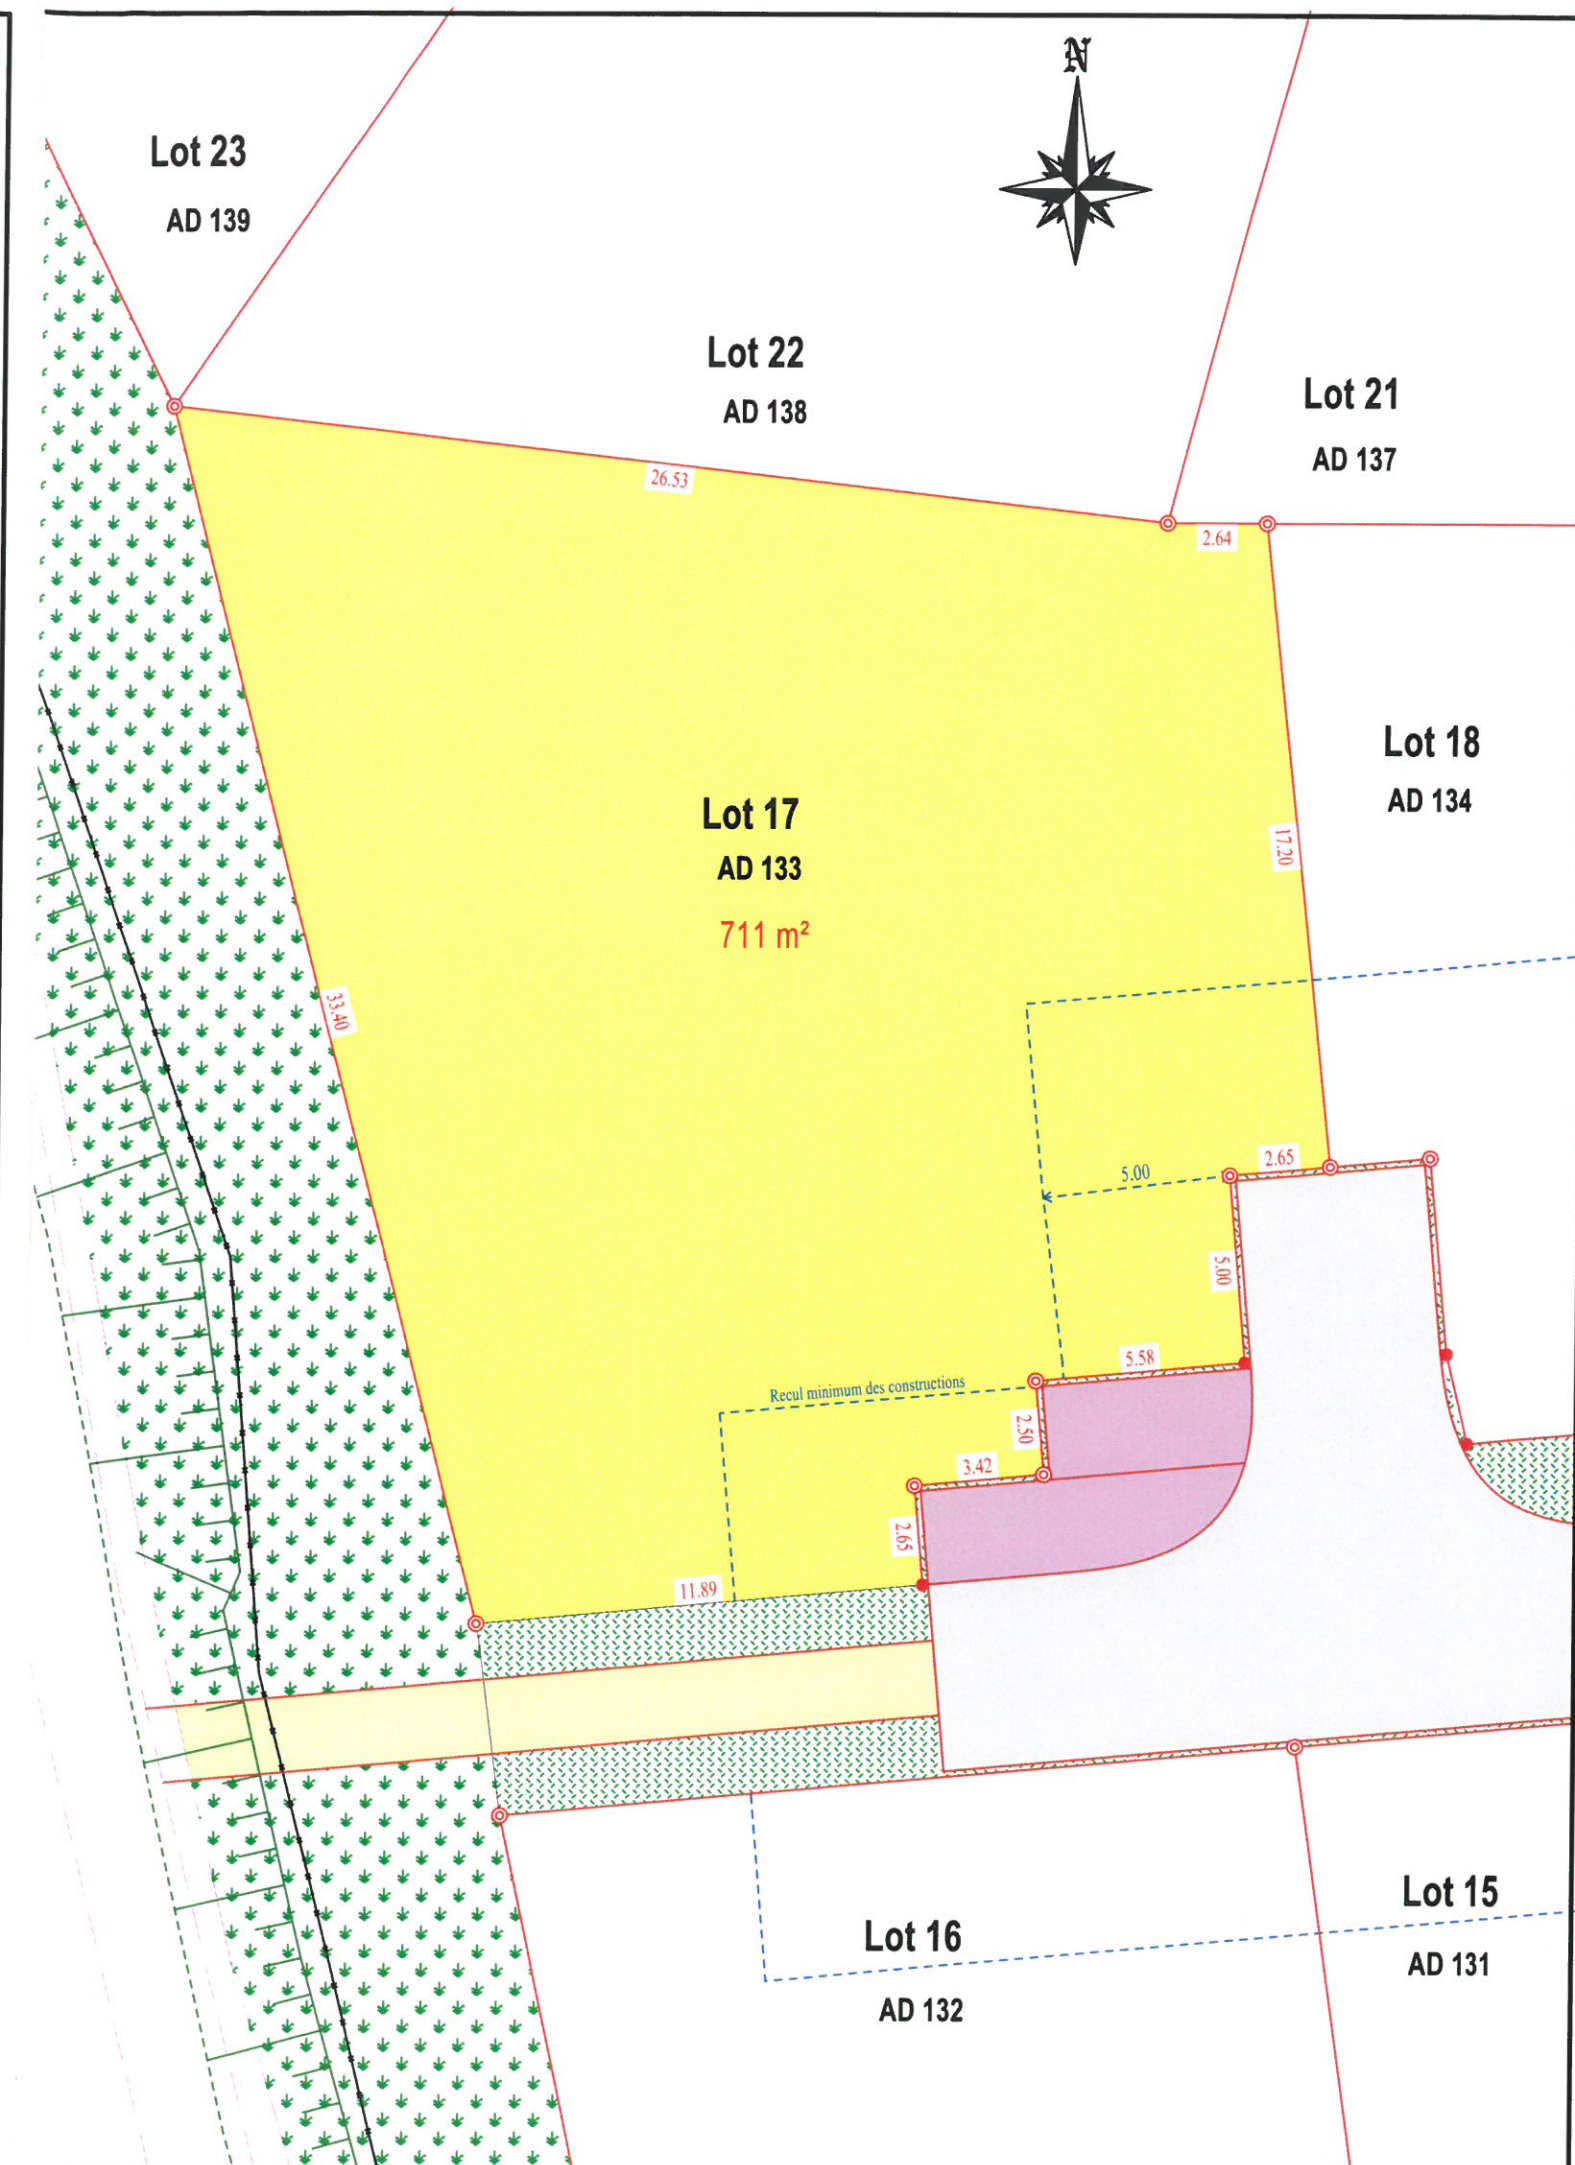 N
Lot 23
AD 139
Lot 22
AD 138
Lot 21
AD 137
26.53
2.64
Lot 18
AD 134
Lot 17
AD 133
711 m²
17.20
33.40
2.65
5.00
5.00
5.58
Recul minimum des constructions
2.50
3.42
2.65
11.89
Lot 15
AD 131
Lot 16
AD 132